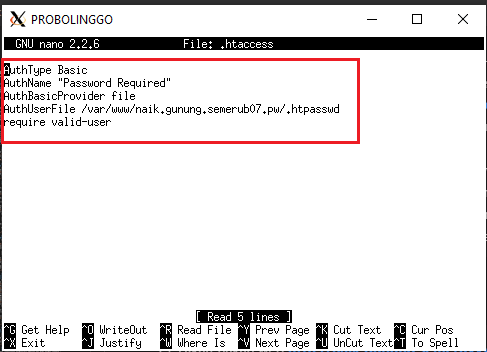 PROBOLINGGO
GNU nano 2.2.6 File: .htaccess
AuthType Basic
AuthName "Password Required"
AuthBasicProvider file
AuthUserFile /var/www/naik.gunung.semerub07.pw/.htpasswd
require valid-user
[ Read 5 lines ]
^G Get Help ^O WriteOut ^R Read File ^Y Prev Page ^K Cut Text ^C Cur Pos
^X Exit ^J Justify ^W Where Is ^V Next Page ^U UnCut Text ^T To Spell